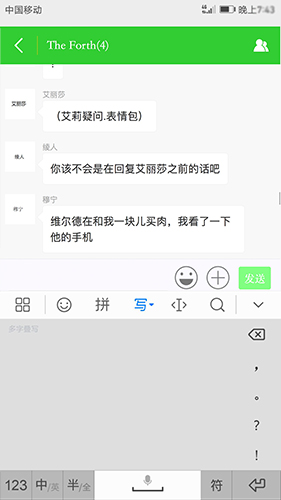 中国移动
晚上7:43
The Forth(4)
！
艾丽莎
艾丽莎
（艾莉疑问.表情包）
缇人
缇人
你该不会是在回复艾丽莎之前的话吧
穆宁
穆宁
维尔德在和我一块儿买肉，我看了一下
他的手机
发送
拼
写
多字叠写
，
。
?
!
123
中/英
半/全
符